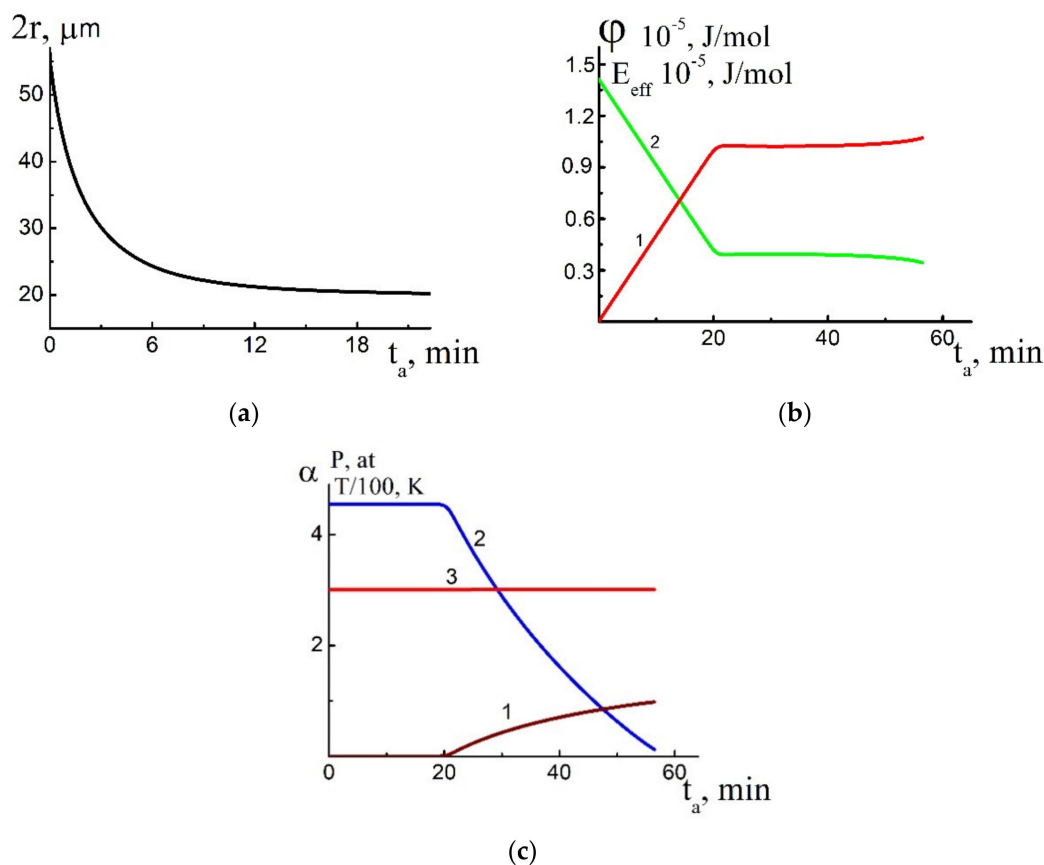 2r, μm
50
40
30
20
0 6 12 18
t_a, min
(a)
φ 10^-5, J/mol
E_eff 10^-5, J/mol
1.5
1.2
0.9
0.6
0.3
2
1
0 20 40 60
t_a, min
(b)
α P, at
T/100, K
4
2
2
3
1
0 20 40 60
t_a, min
(c)